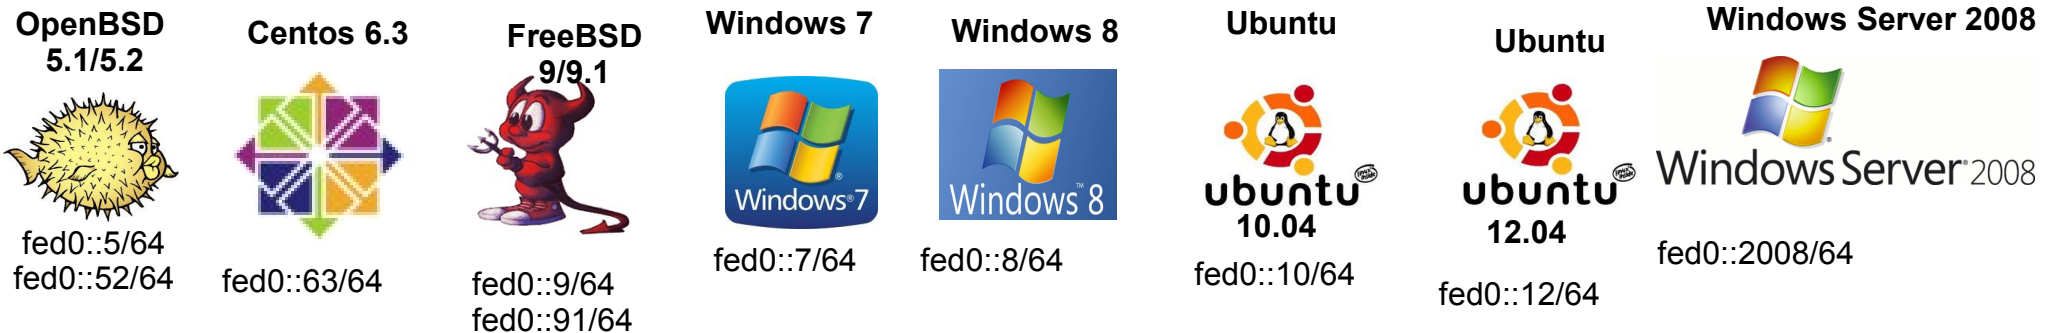 OpenBSD
5.1/5.2
fed0::5/64
fed0::52/64
Centos 6.3
fed0::63/64
FreeBSD
9/9.1
fed0::9/64
fed0::91/64
Windows 7
Windows®7
fed0::7/64
Windows 8
Windows™ 8
fed0::8/64
Ubuntu
ubuntu
10.04
fed0::10/64
Ubuntu
ubuntu
12.04
fed0::12/64
Windows Server 2008
Windows Server® 2008
fed0::2008/64